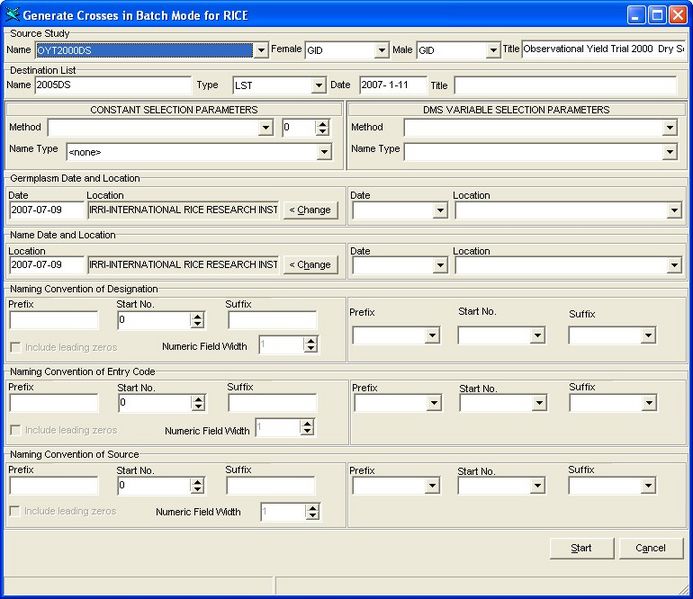 Generate Crosses in Batch Mode for RICE
Source Study
Name OYT2000DS Female GID Male GID Title Observational Yield Trial 2000 Dry S
Destination List
Name 2005DS Type LST Date 2007- 1-11 Title
CONSTANT SELECTION PARAMETERS DMS VARIABLE SELECTION PARAMETERS
Method 0 Method
Name Type <none> Name Type
Germplasm Date and Location
Date Location Date Location
2007-07-09 IRRI-INTERNATIONAL RICE RESEARCH INST < Change
Name Date and Location
Location Date Location
2007-07-09 IRRI-INTERNATIONAL RICE RESEARCH INST < Change
Naming Convention of Designation
Prefix Start No. Suffix Prefix Start No. Suffix
0
Include leading zeros Numeric Field Width 1
Naming Convention of Entry Code
Prefix Start No. Suffix Prefix Start No. Suffix
0
Include leading zeros Numeric Field Width 1
Naming Convention of Source
Prefix Start No. Suffix Prefix Start No. Suffix
0
Include leading zeros Numeric Field Width 1
Start Cancel